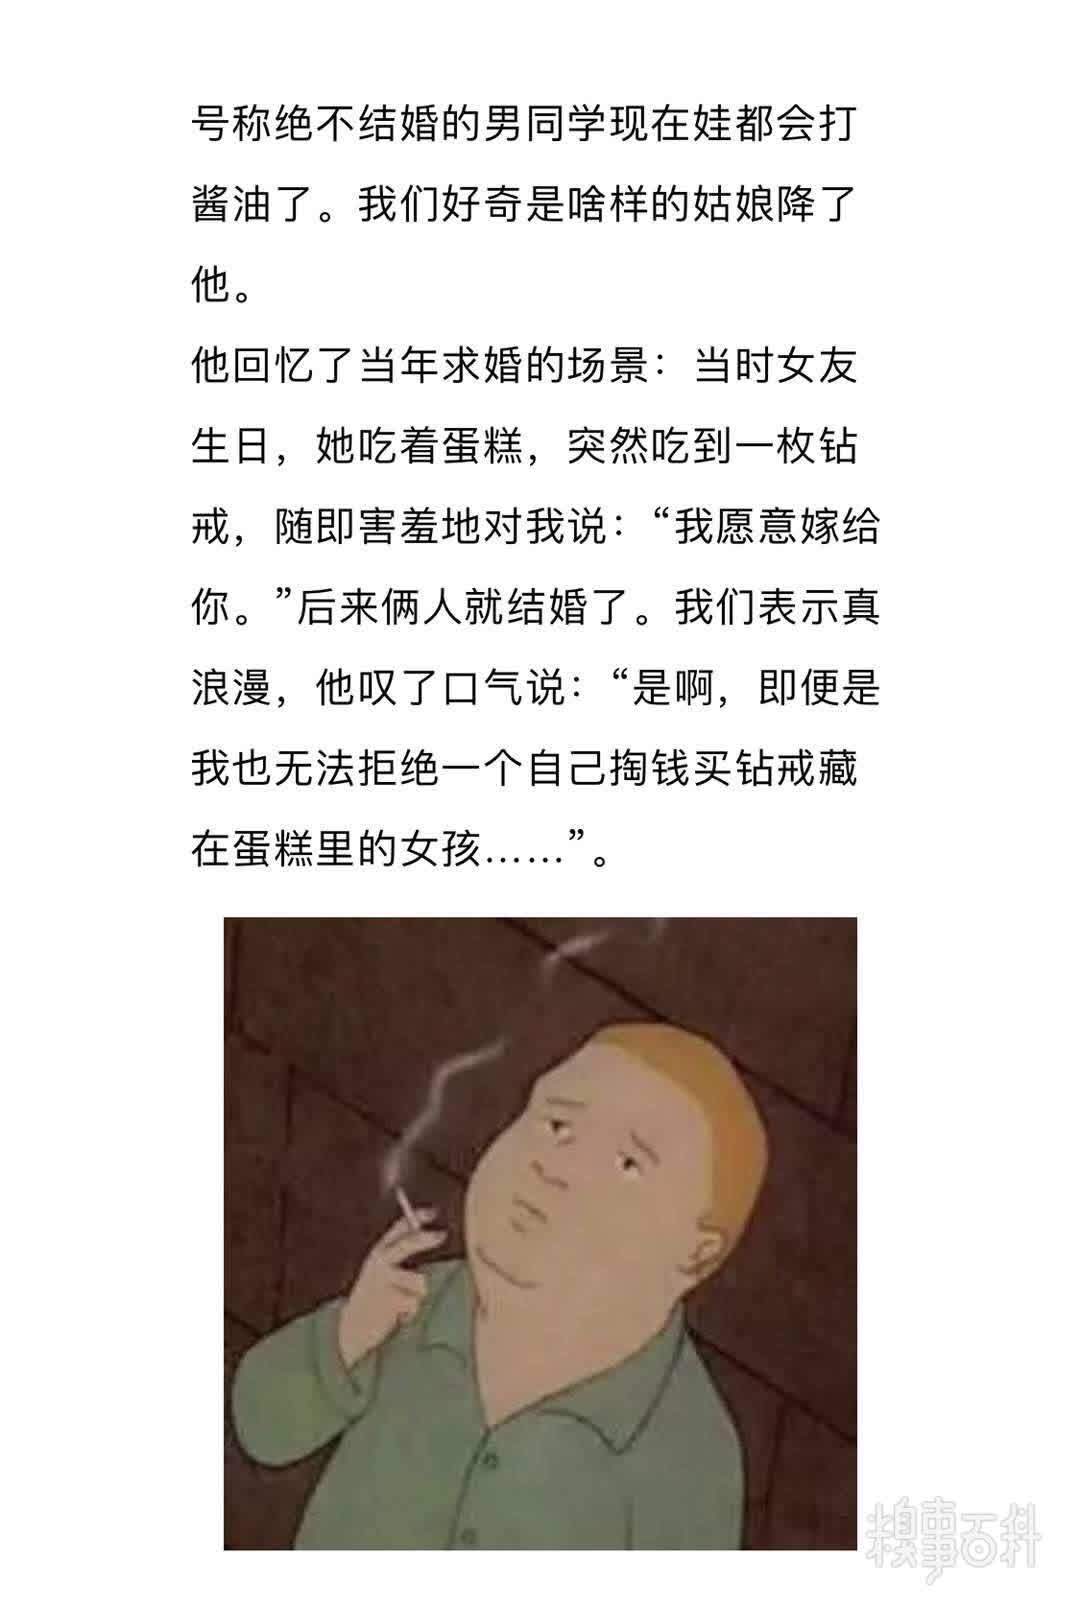 号称绝不结婚的男同学现在娃都会打
酱油了。我们好奇是啥样的姑娘降了
他。
他回忆了当年求婚的场景：当时女友
生日，她吃着蛋糕，突然吃到一枚钻
戒，随即害羞地对我说：“我愿意嫁给
你。”后来俩人就结婚了。我们表示真
浪漫，他叹了口气说：“是啊，即便是
我也无法拒绝一个自己掏钱买钻戒藏
在蛋糕里的女孩……”。
糗事百科